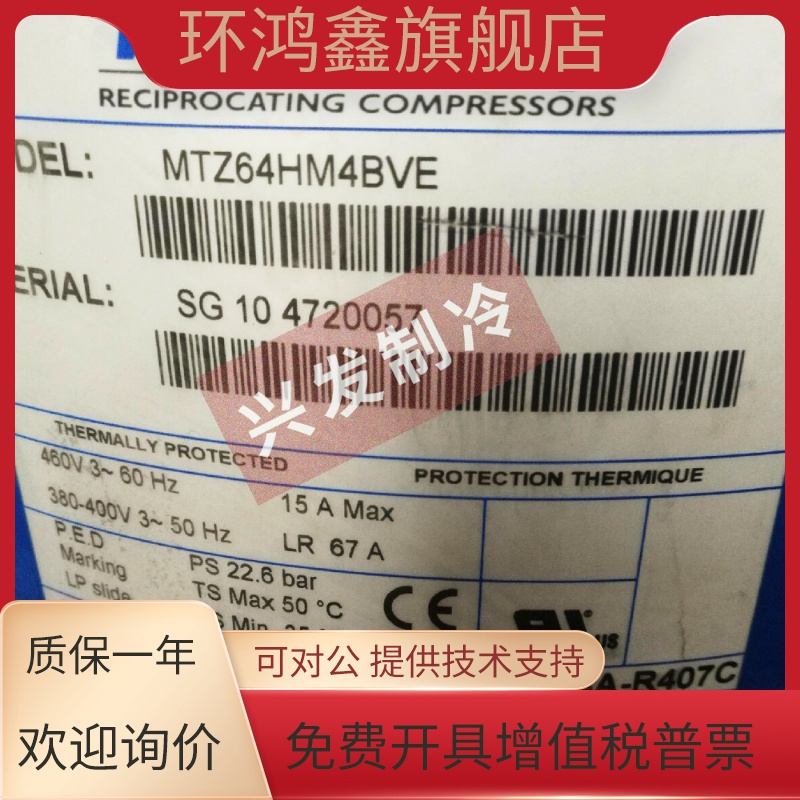 环鸿鑫旗舰店
RECIPROCATING COMPRESSORS
DEL: MTZ64HM4BVE
ERIAL: SG 10 4720057
兴发制冷
THERMALLY PROTECTED PROTECTION THERMIQUE
460V 3~ 60 Hz 15 A Max
380-400V 3~ 50 Hz LR 67 A
P.E.D PS 22.6 bar
Marking TS Max 50 °C
LP slide
CE
A-R407C
质保一年
可对公 提供技术支持
欢迎询价
免费开具增值税普票